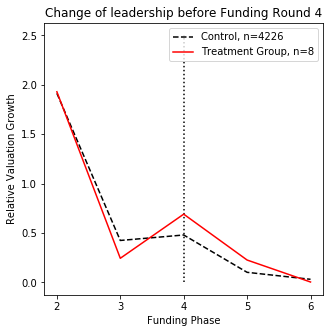 Change of leadership before Funding Round 4
Control, n=4226
Treatment Group, n=8
Relative Valuation Growth
2.5
2.0
1.5
1.0
0.5
0.0
2 3 4 5 6
Funding Phase